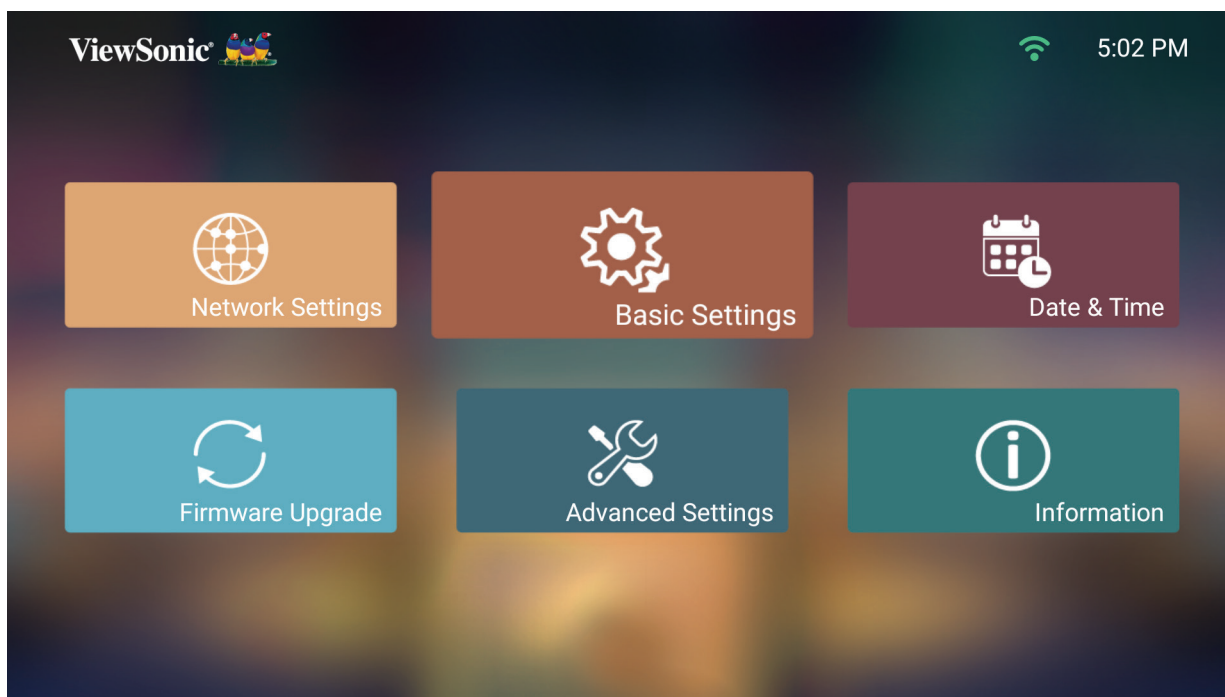 ViewSonic®
5:02 PM
Network Settings
Basic Settings
Date & Time
Firmware Upgrade
Advanced Settings
Information